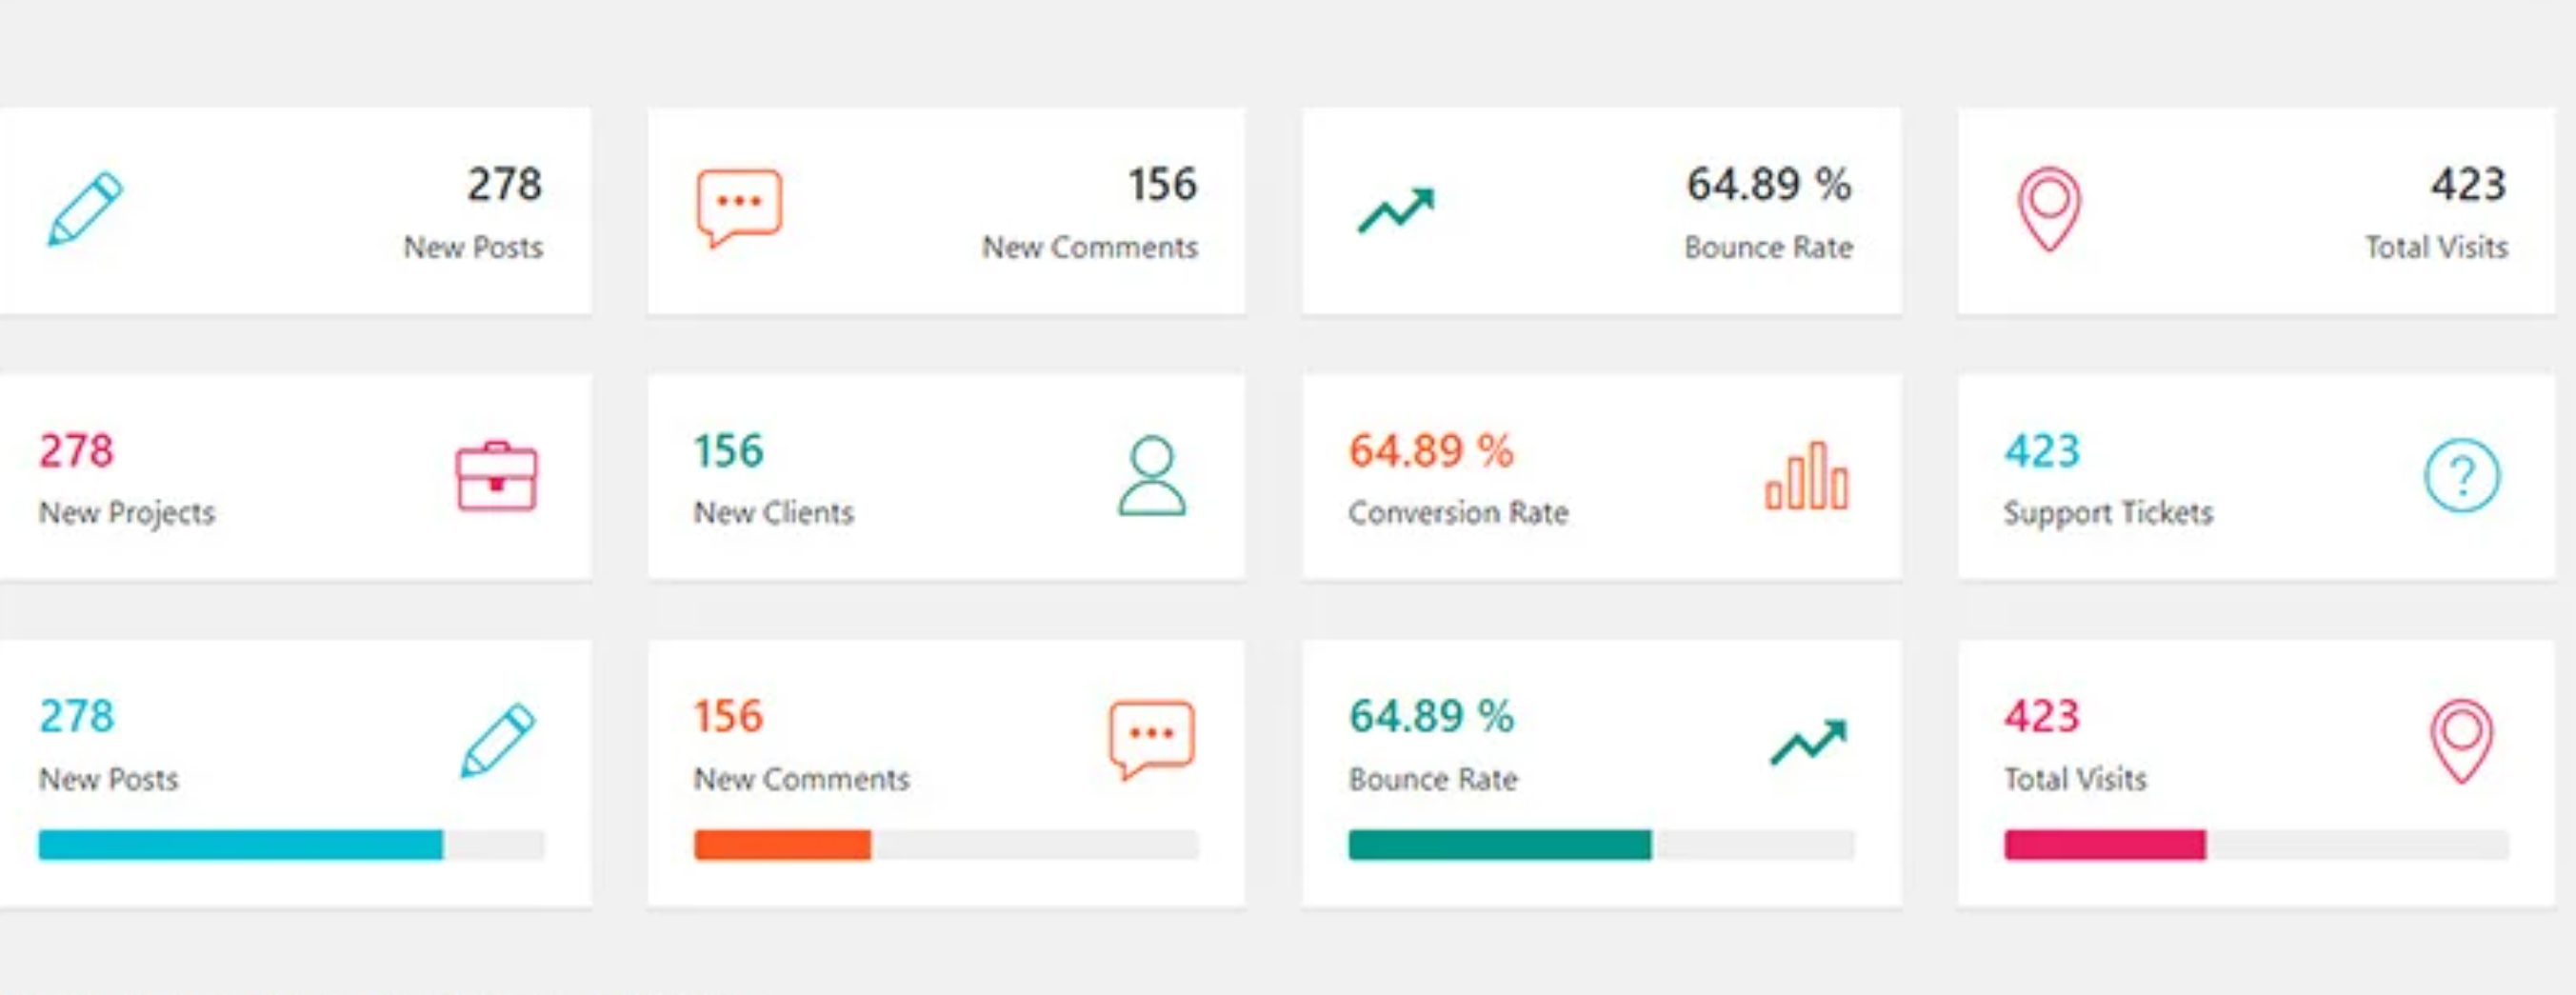 278
New Posts
156
New Comments
64.89 %
Bounce Rate
423
Total Visits
278
New Projects
156
New Clients
64.89 %
Conversion Rate
423
Support Tickets
?
278
New Posts
156
New Comments
64.89 %
Bounce Rate
423
Total Visits